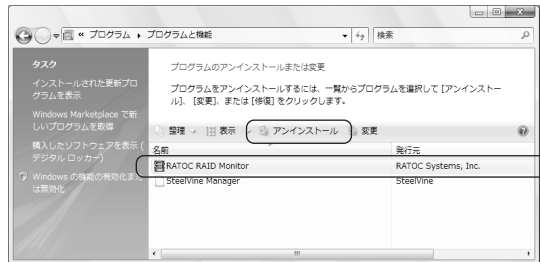 « プログラム ▸ プログラムと機能
検索
タスク
インストールされた更新プログラムを表示
Windows Marketplace で新しいプログラムを取得
購入したソフトウェアを表示 (デジタル ロッカー)
Windows の機能の有効化または無効化
プログラムのアンインストールまたは変更
プログラムをアンインストールするには、一覧からプログラムを選択して [アンインストール]、[変更]、または [修復] をクリックします。
整理 表示 アンインストール 変更
名前 発行元
RATOC RAID Monitor RATOC Systems, Inc.
SteelVine Manager SteelVine